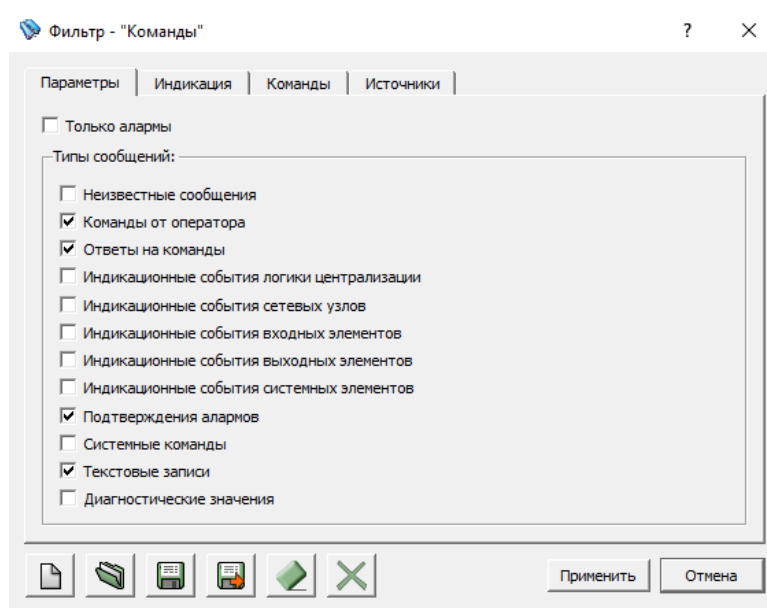 Фильтр - "Команды"
?
Параметры Индикация Команды Источники
Только алармы
Типы сообщений:
Неизвестные сообщения
Команды от оператора
Ответы на команды
Индикационные события логики централизации
Индикационные события сетевых узлов
Индикационные события входных элементов
Индикационные события выходных элементов
Индикационные события системных элементов
Подтверждения алармов
Системные команды
Текстовые записи
Диагностические значения
Применить Отмена